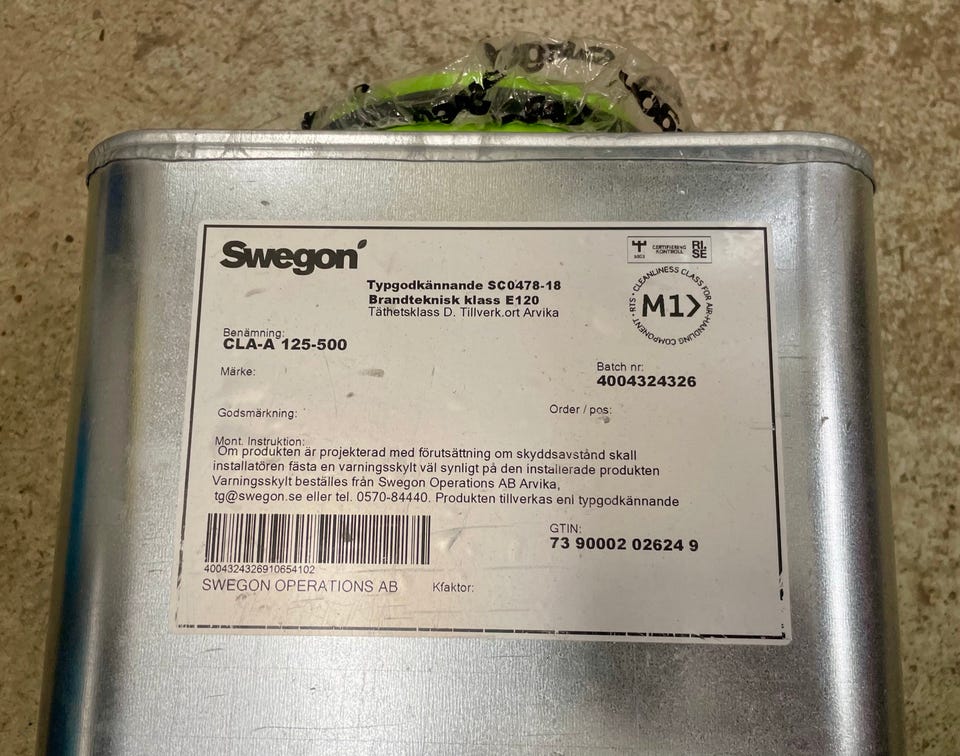 Swegon
CERTIFIERING
KONTROLL
RI.
SE
Typgodkännande SC0478-18
Brandteknisk klass E120
Täthetsklass D. Tillverk.ort Arvika
CLEANLINESS CLASS FOR AIR-HANDLING COMPONENT · RTS ·
M1>
Benämning:
CLA-A 125-500
Märke:
Batch nr:
4004324326
Godsmärkning:
Order / pos:
Mont. Instruktion:
Om produkten är projekterad med förutsättning om skyddsavstånd skall
installatören fästa en varningsskylt väl synligt på den installerade produkten
Varningsskylt beställes från Swegon Operations AB Arvika,
tg@swegon.se eller tel. 0570-84440. Produkten tillverkas enl typgodkännande
GTIN:
73 90002 02624 9
4004324326910654102
SWEGON OPERATIONS AB
Kfaktor: